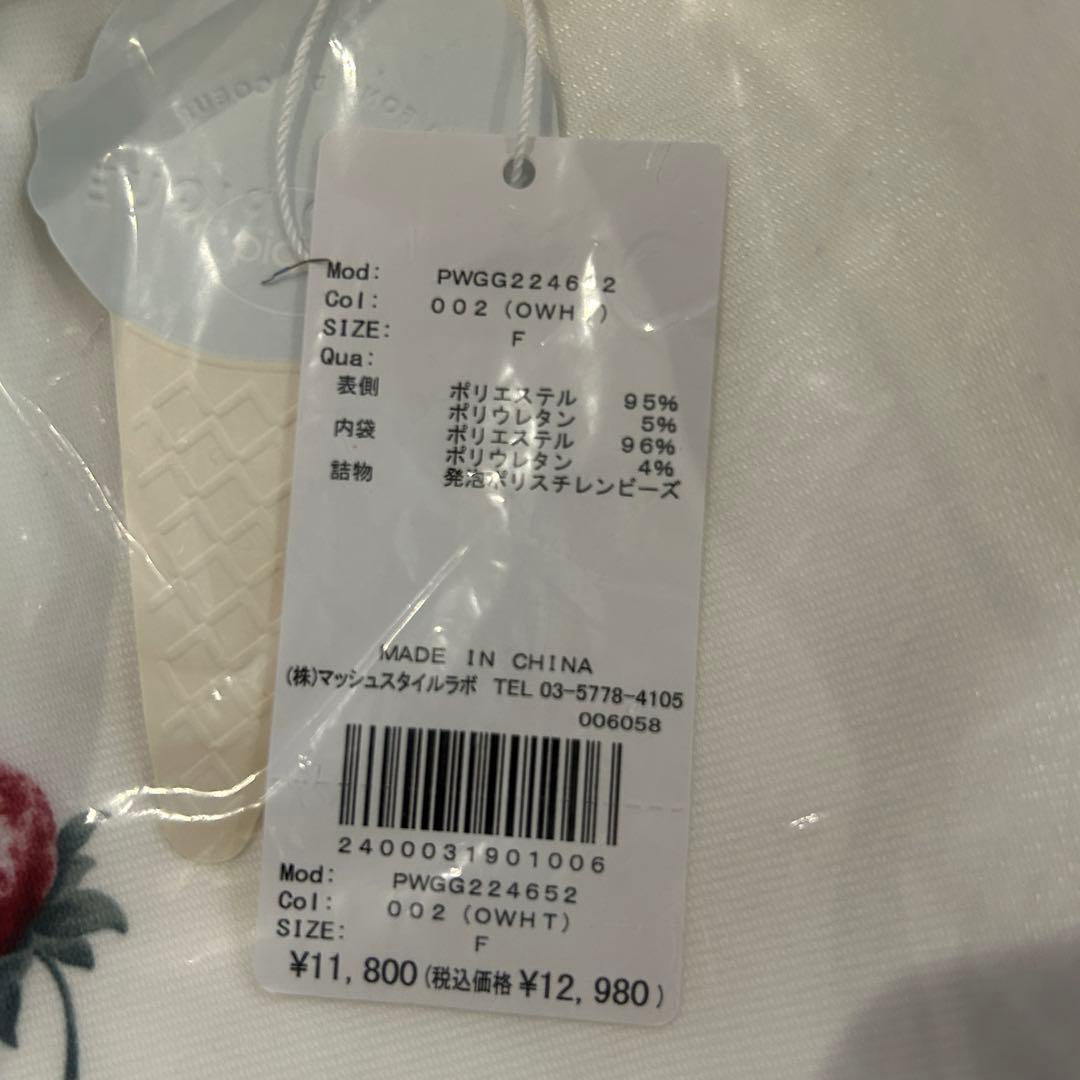 Mod: PWGG224652
Col: 002 (OWHT)
SIZE: F
Qua:
表側 ポリエステル 95%
ポリウレタン 5%
内袋 ポリエステル 96%
ポリウレタン 4%
詰物 発泡ポリスチレンビーズ
MADE IN CHINA
(株)マッシュスタイルラボ TEL 03-5778-4105
006058
2400031901006
Mod: PWGG224652
Col: 002 (OWHT)
SIZE: F
¥11,800(税込価格 ¥12,980)